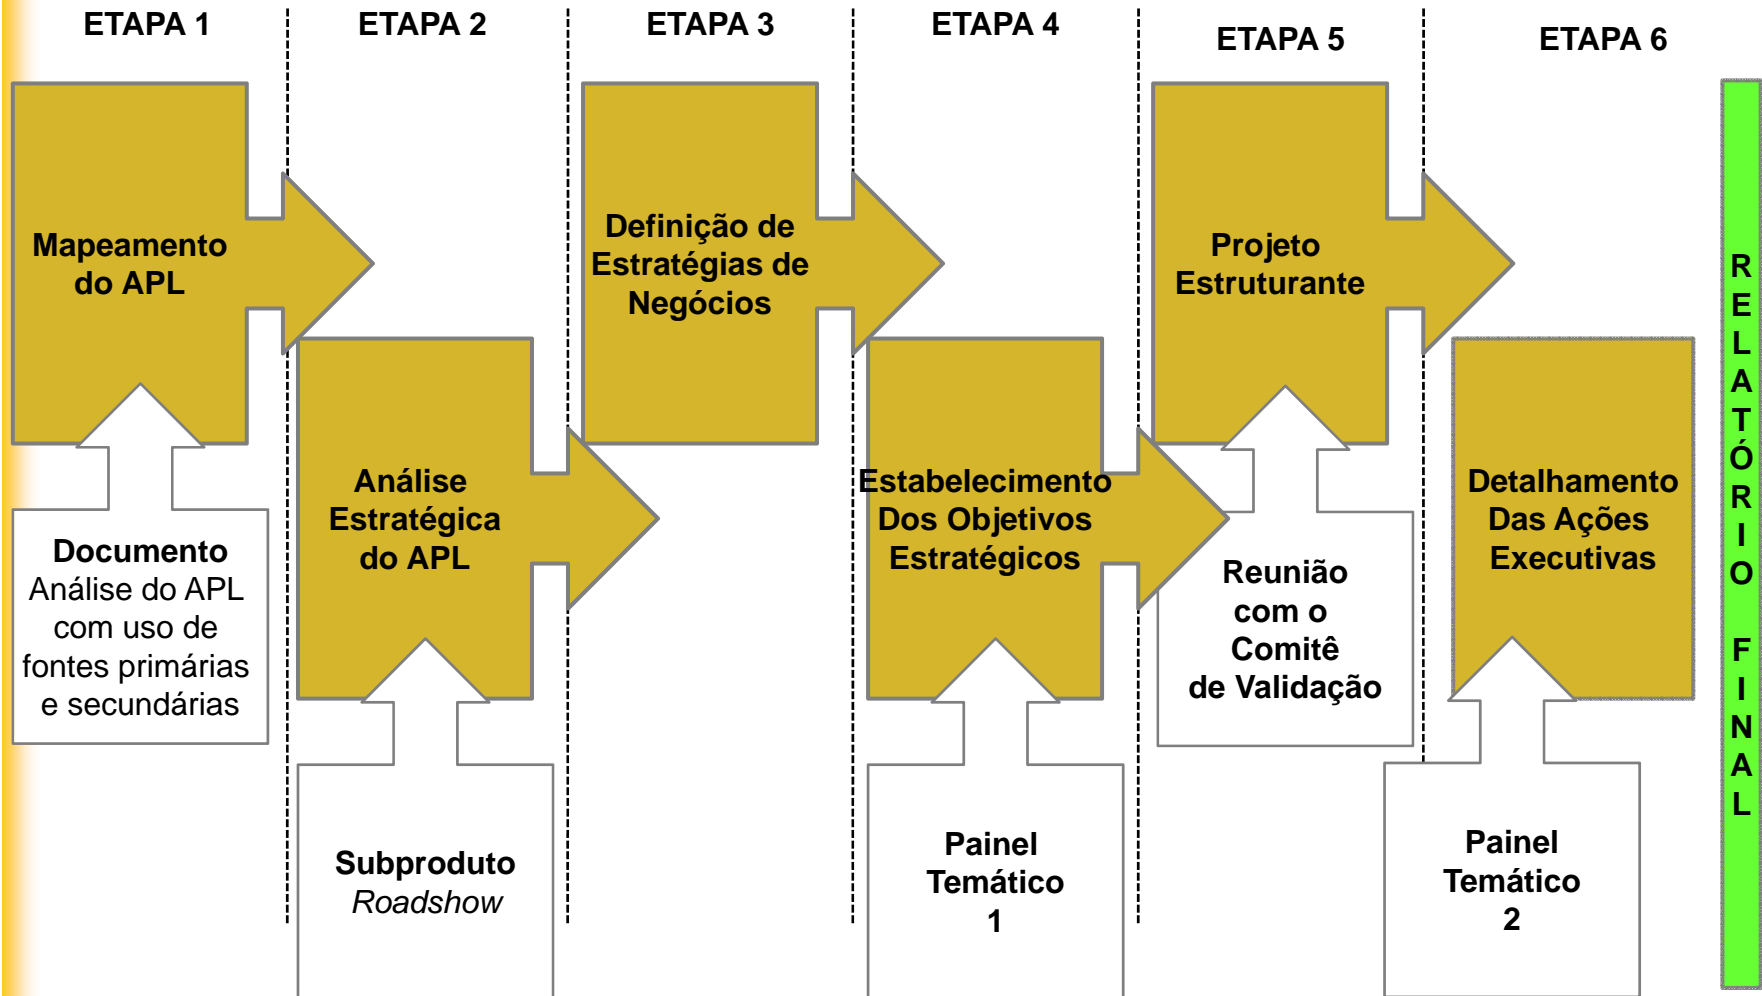 ETAPA 1
ETAPA 2
ETAPA 3
ETAPA 4
ETAPA 5
ETAPA 6
Mapeamento
do APL
Documento
Análise do APL
com uso de
fontes primárias
e secundárias
Análise
Estratégica
do APL
Subproduto
Roadshow
Definição de
Estratégias de
Negócios
Estabelecimento
Dos Objetivos
Estratégicos
Painel
Temático
1
Projeto
Estruturante
Reunião
com o
Comitê
de Validação
Detalhamento
Das Ações
Executivas
Painel
Temático
2
RELATÓRIO FINAL